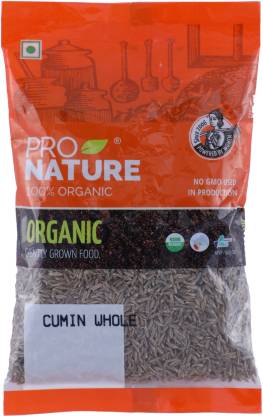 PRO
NATURE
®
100% ORGANIC
NO GMO USED
IN PRODUCTION
ORGANIC
GENTLY GROWN FOOD.
CUMIN WHOLE